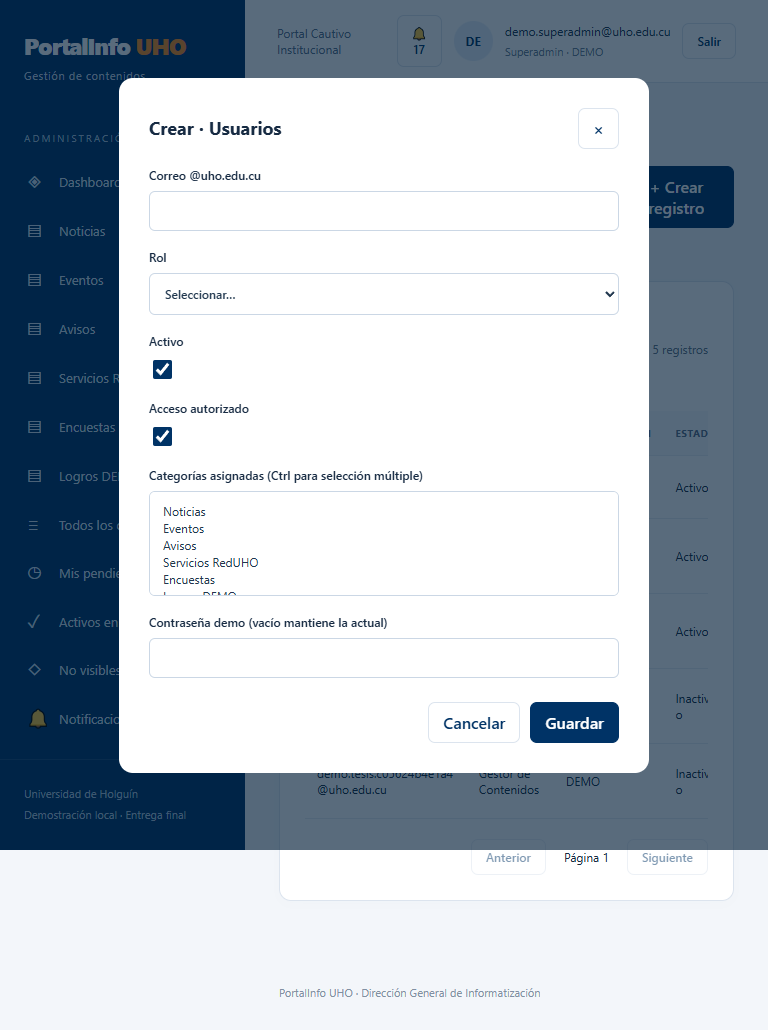 PortalInfo UHO
Gestión de contenidos
Portal Cautivo
Institucional
17
DE
demo.superadmin@uho.edu.cu
Superadmin · DEMO
Salir
Crear · Usuarios
×
Correo @uho.edu.cu
Rol
Seleccionar...
Activo
Acceso autorizado
Categorías asignadas (Ctrl para selección múltiple)
Noticias
Eventos
Avisos
Servicios RedUHO
Encuestas
Contraseña demo (vacío mantiene la actual)
Cancelar
Guardar
ADMINISTRACIÓ
Dashboard
Noticias
Eventos
Avisos
Servicios R
Encuestas
Logros DE
Todos los
Mis pendie
Activos en
No visibles
Notificacio
Universidad de Holguín
Demostración local · Entrega final
+ Crear
registro
5 registros
ESTAD
Activo
Activo
Activo
Inactiv
o
@uho.edu.cu
Gestor de
Contenidos
DEMO
Inactiv
o
Anterior
Página 1
Siguiente
PortalInfo UHO · Dirección General de Informatización